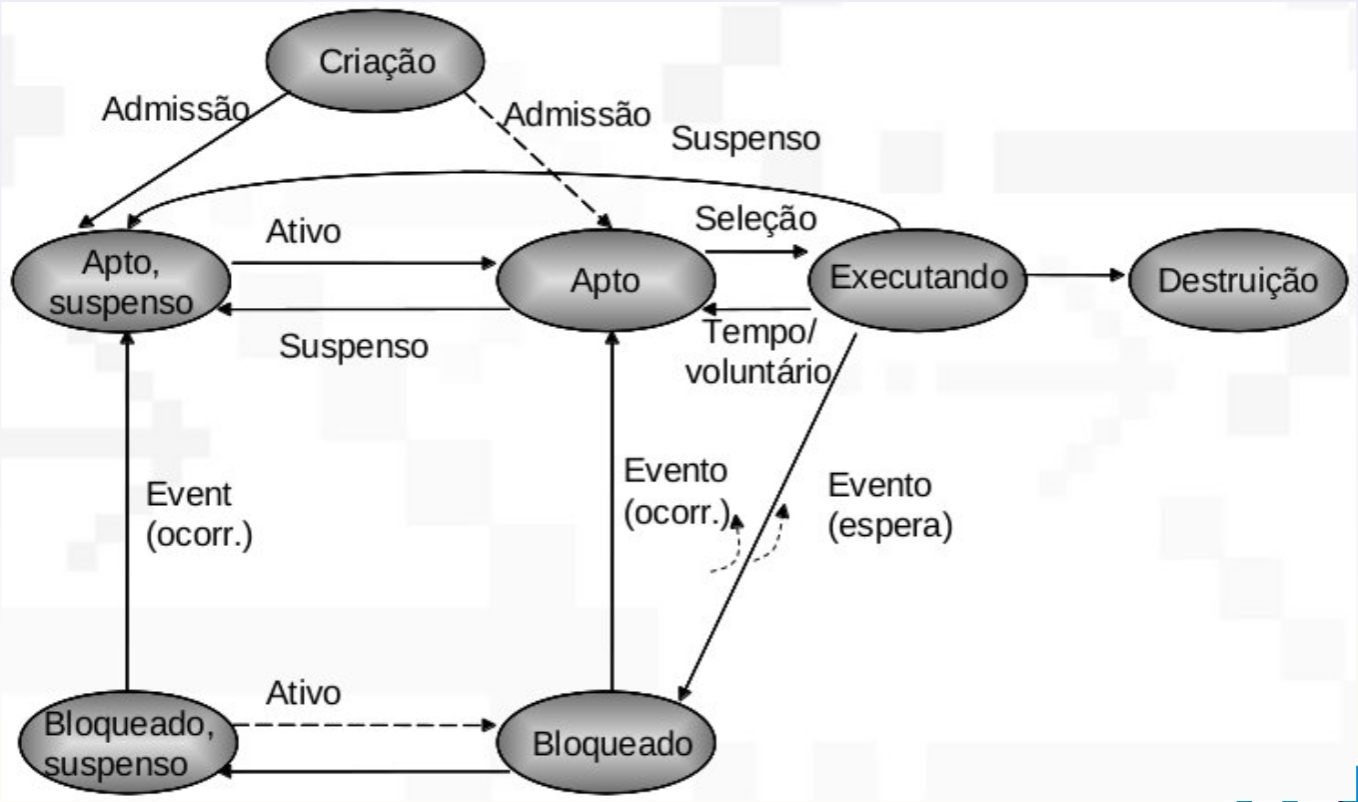 Criação
Admissão
Admissão
Suspenso
Ativo
Seleção
Apto,
suspenso
Apto
Executando
Destruição
Suspenso
Tempo/
voluntário
Event
(ocorr.)
Evento
(ocorr.)
Evento
(espera)
Ativo
Bloqueado,
suspenso
Bloqueado